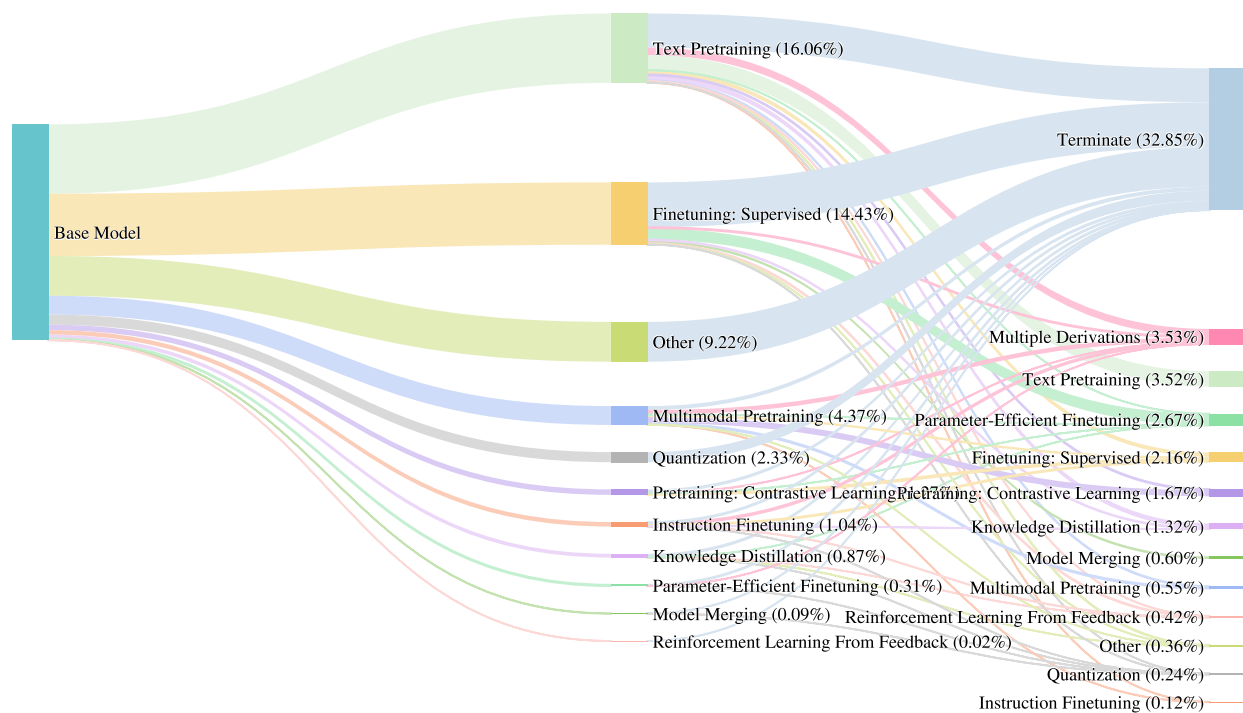 Base Model
Text Pretraining (16.06%)
Finetuning: Supervised (14.43%)
Other (9.22%)
Multimodal Pretraining (4.37%)
Quantization (2.33%)
Pretraining: Contrastive Learning
Instruction Finetuning (1.04%)
Knowledge Distillation (0.87%)
Parameter-Efficient Finetuning (0.31%)
Model Merging (0.09%)
Reinforcement Learning From Feedback (0.02%)
Terminate (32.85%)
Multiple Derivations (3.53%)
Text Pretraining (3.52%)
Parameter-Efficient Finetuning (2.67%)
Finetuning: Supervised (2.16%)
Pretraining: Contrastive Learning (1.67%)
Knowledge Distillation (1.32%)
Model Merging (0.60%)
Multimodal Pretraining (0.55%)
Reinforcement Learning From Feedback (0.42%)
Other (0.36%)
Quantization (0.24%)
Instruction Finetuning (0.12%)